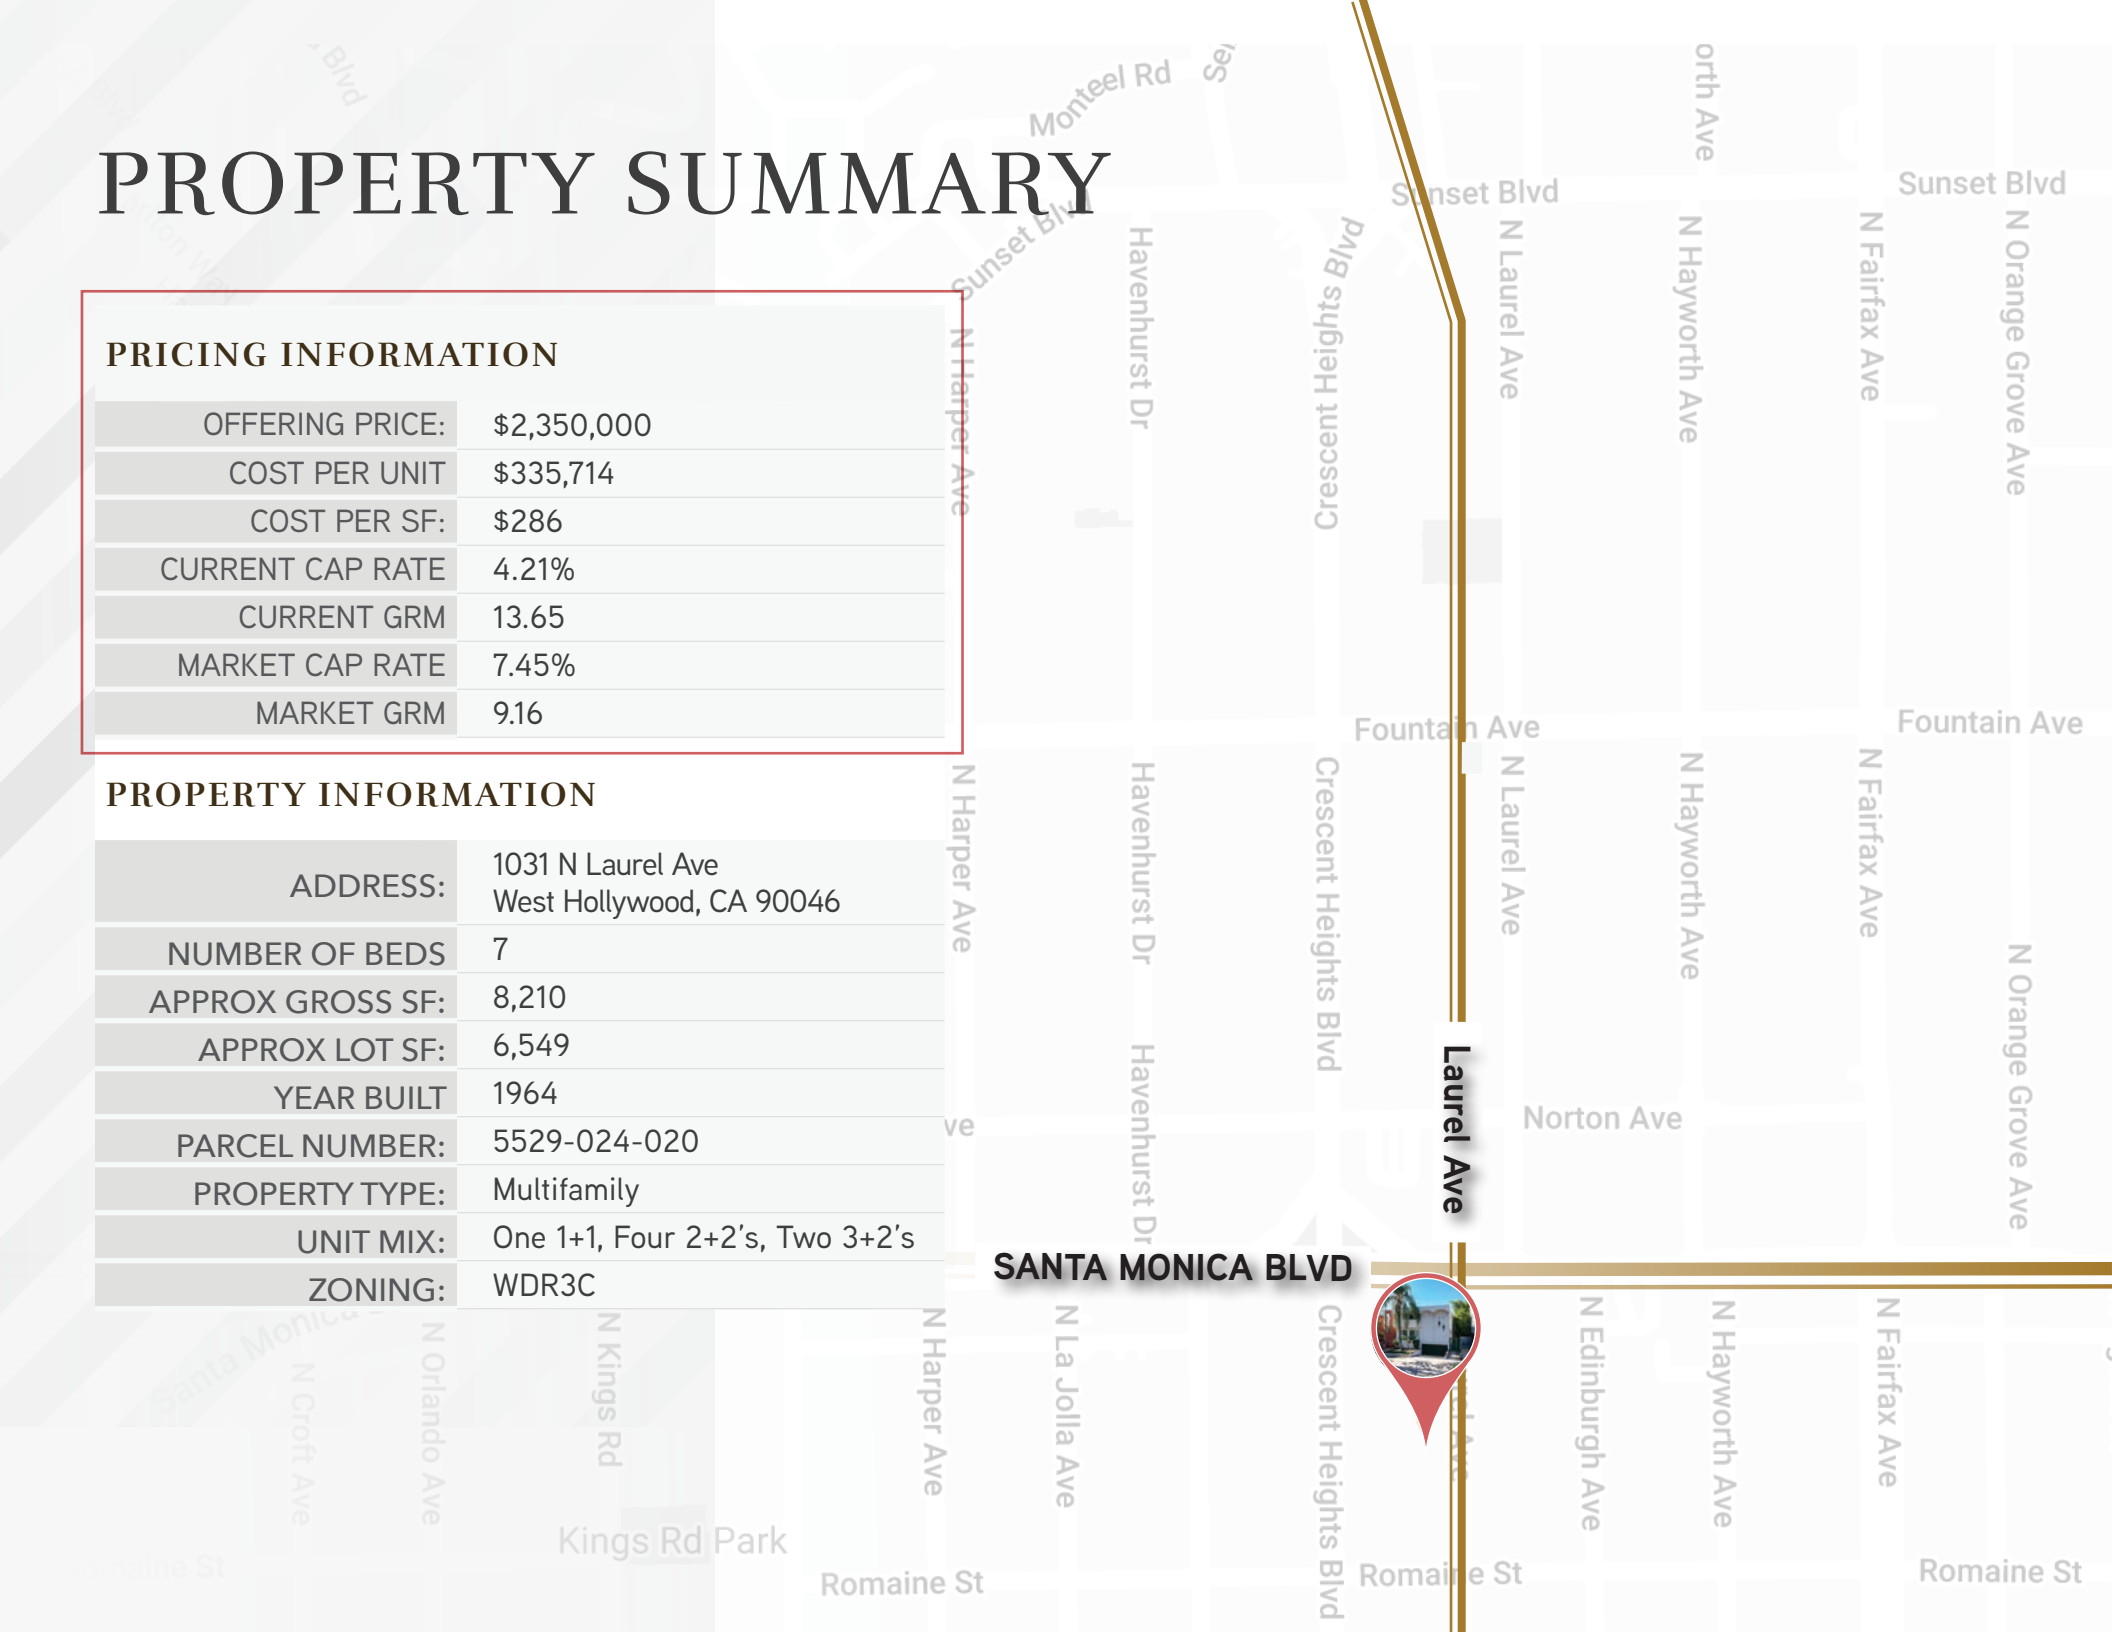 PROPERTY SUMMARY
PRICING INFORMATION
OFFERING PRICE: $2,350,000
COST PER UNIT $335,714
COST PER SF: $286
CURRENT CAP RATE 4.21%
CURRENT GRM 13.65
MARKET CAP RATE 7.45%
MARKET GRM 9.16
PROPERTY INFORMATION
ADDRESS: 1031 N Laurel Ave
West Hollywood, CA 90046
NUMBER OF BEDS 7
APPROX GROSS SF: 8,210
APPROX LOT SF: 6,549
YEAR BUILT 1964
PARCEL NUMBER: 5529-024-020
PROPERTY TYPE: Multifamily
UNIT MIX: One 1+1, Four 2+2's, Two 3+2's
ZONING: WDR3C
Blvd
Monteel Rd
orth Ave
Sunset Blvd
Sunset Blvd
Sunset Blvd
N Harper Ave
Havenhurst Dr
Crescent Heights Blvd
N Laurel Ave
N Hayworth Ave
N Fairfax Ave
N Orange Grove Ave
Fountain Ave
Fountain Ave
N Harper Ave
Havenhurst Dr
Crescent Heights Blvd
N Laurel Ave
N Hayworth Ave
N Fairfax Ave
N Orange Grove Ave
ve
Havenhurst Dr
Laurel Ave
Norton Ave
SANTA MONICA BLVD
Santa Monica
N Croft Ave
N Orlando Ave
N Kings Rd
N Harper Ave
N La Jolla Ave
Crescent Heights Blvd
N Edinburgh Ave
N Hayworth Ave
N Fairfax Ave
Kings Rd Park
Romaine St
Romaine St
Romaine St